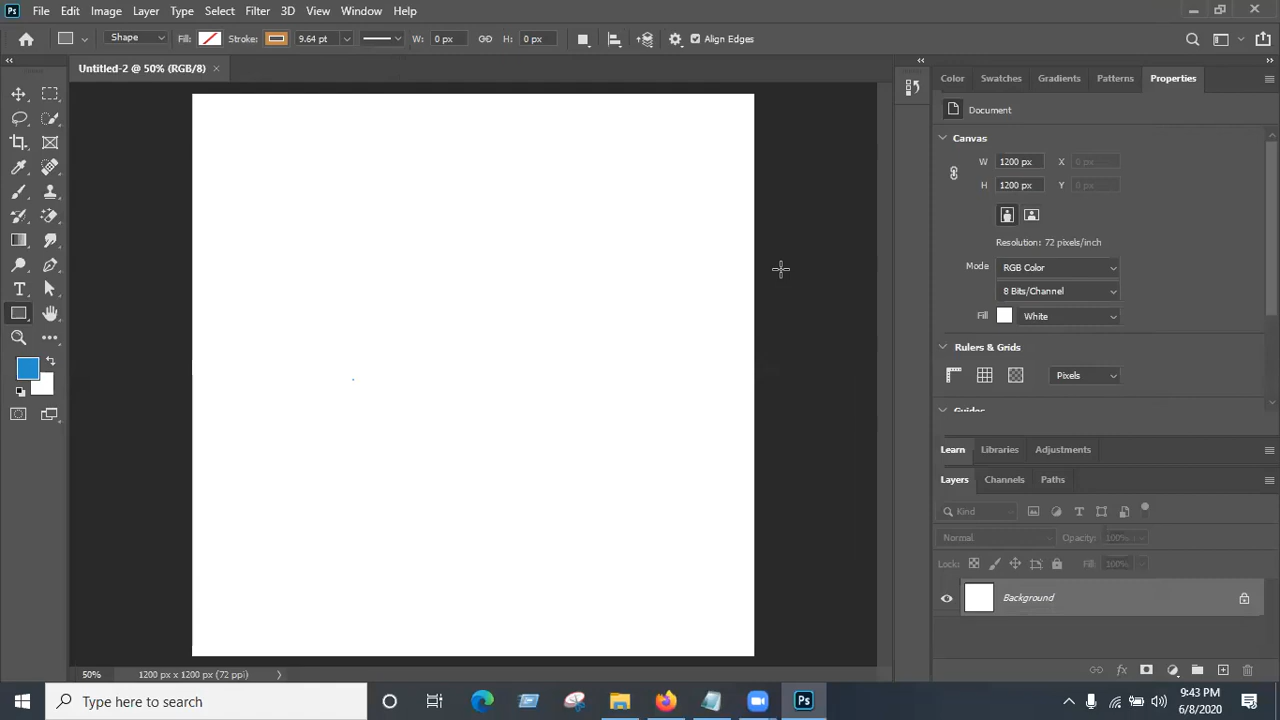 Ps File Edit Image Layer Type Select Filter 3D View Window Help
Shape Fill: Stroke: 9.64 pt W: 0 px H: 0 px Align Edges
Untitled-2 @ 50% (RGB/8) ×
Color Swatches Gradients Patterns Properties
Document
Canvas
W 1200 px X 0 px
H 1200 px Y 0 px
Resolution: 72 pixels/inch
Mode RGB Color
8 Bits/Channel
Fill White
Rulers & Grids
Pixels
Guides
Learn Libraries Adjustments
Layers Channels Paths
Kind
Normal Opacity: 100%
Lock: Fill: 100%
Background
50% 1200 px x 1200 px (72 ppi)
Type here to search
Ps
9:43 PM
6/8/2020